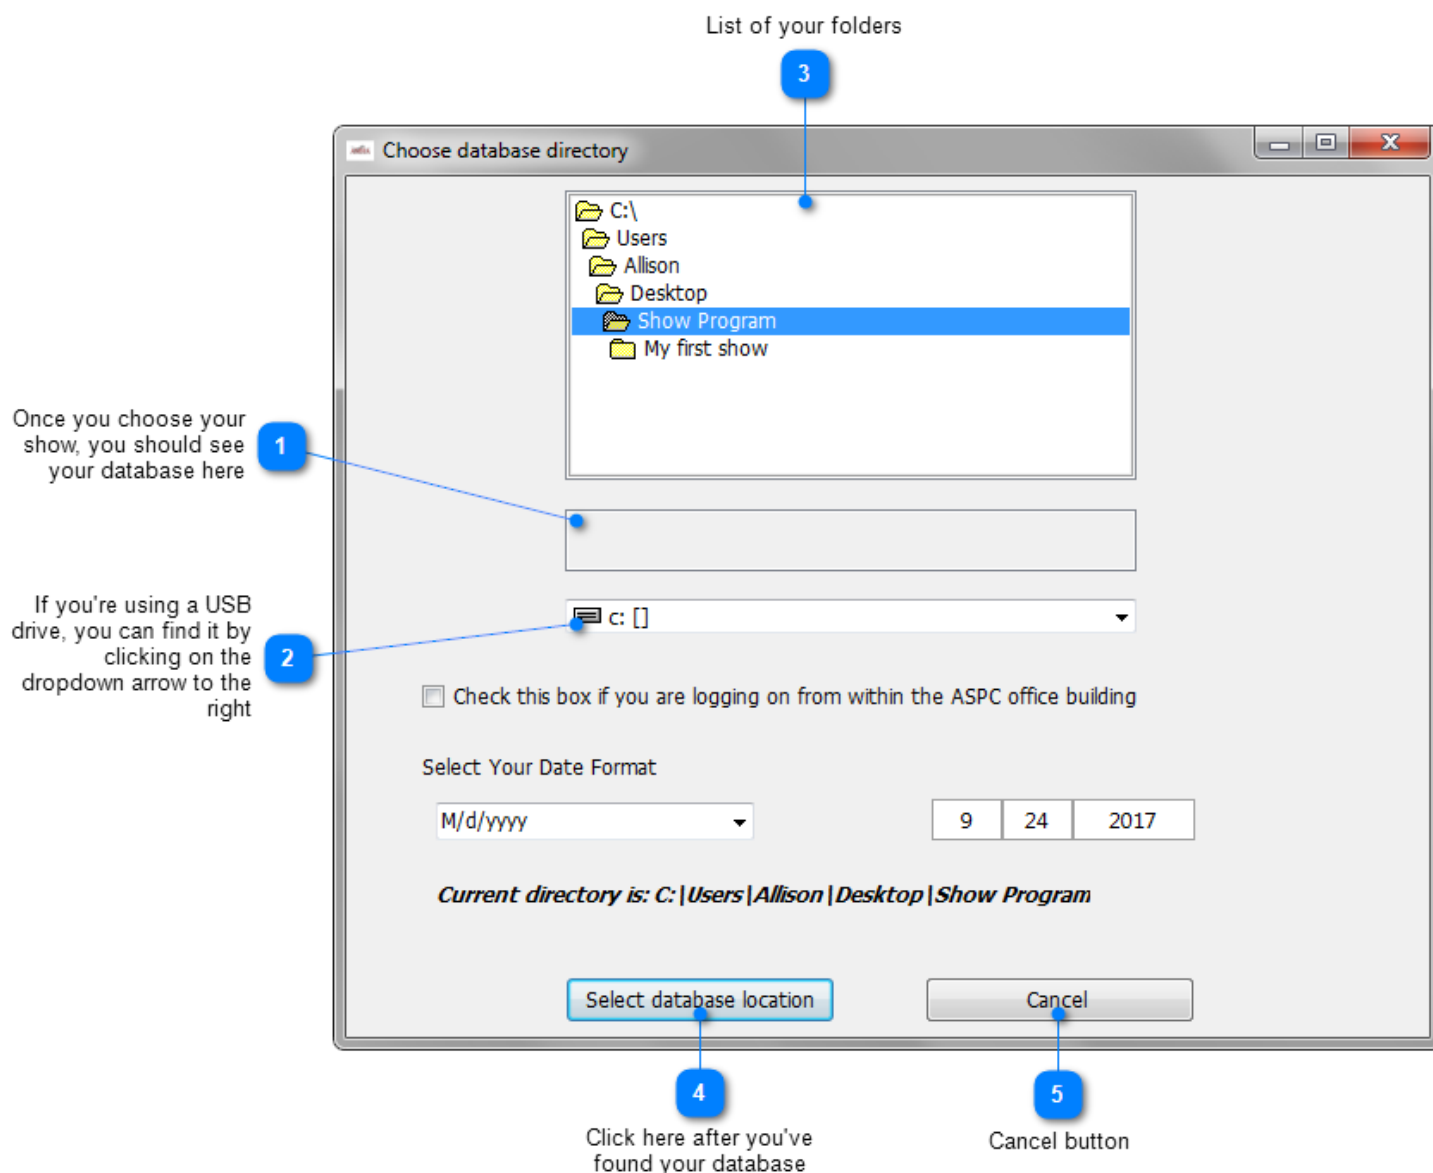 List of your folders
3
Choose database directory
C:\
Users
Allison
Desktop
Show Program
My first show
Once you choose your
show, you should see
your database here
1
If you're using a USB
drive, you can find it by
clicking on the
dropdown arrow to the
right
2
c: []
Check this box if you are logging on from within the ASPC office building
Select Your Date Format
M/d/yyyy
9 24 2017
Current directory is: C:|Users|Allison|Desktop|Show Program
Select database location
Cancel
4
Click here after you've
found your database
5
Cancel button